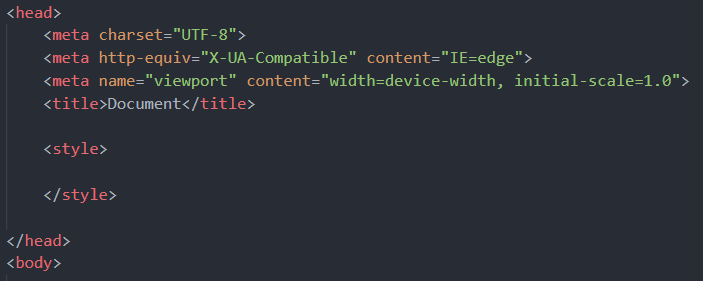 <head>
<meta charset="UTF-8">
<meta http-equiv="X-UA-Compatible" content="IE=edge">
<meta name="viewport" content="width=device-width, initial-scale=1.0">
<title>Document</title>
<style>
</style>
</head>
<body>